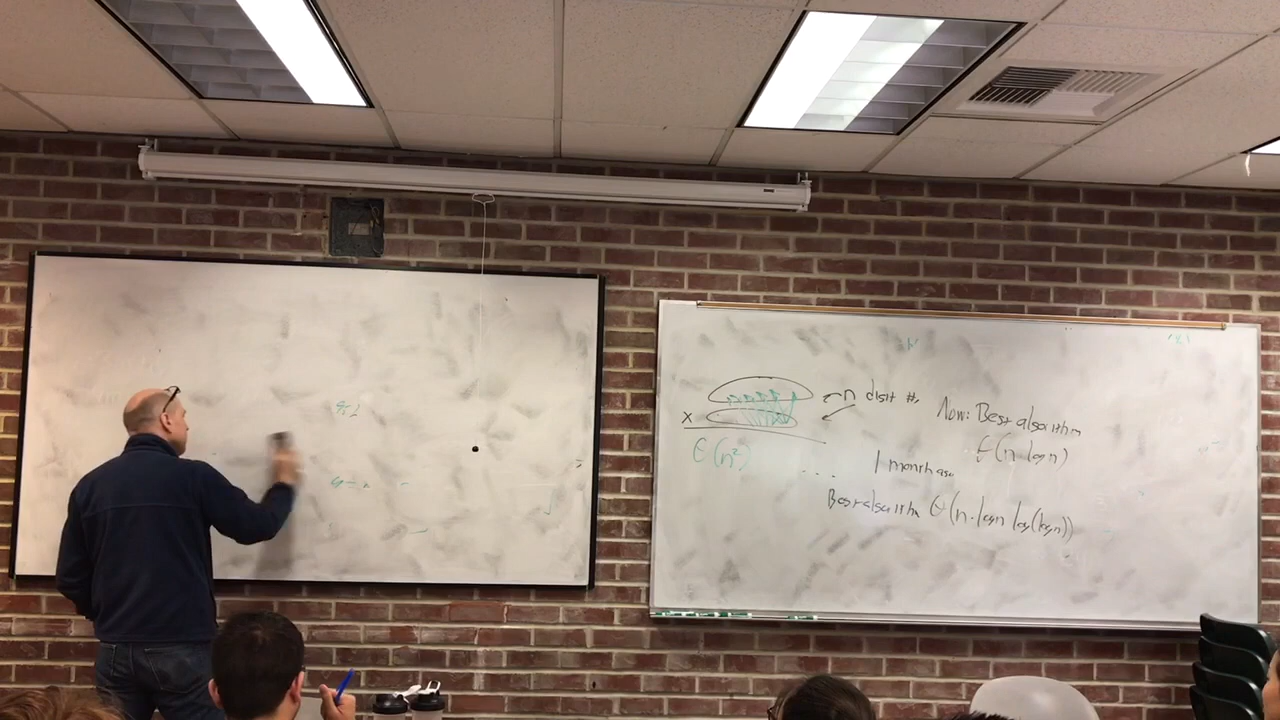 n digit #s
x
Now: Best algorithm
Θ(n²)
Θ(n log n)
...
1 month ago
Best algorithm Θ(n·log n log(log n))